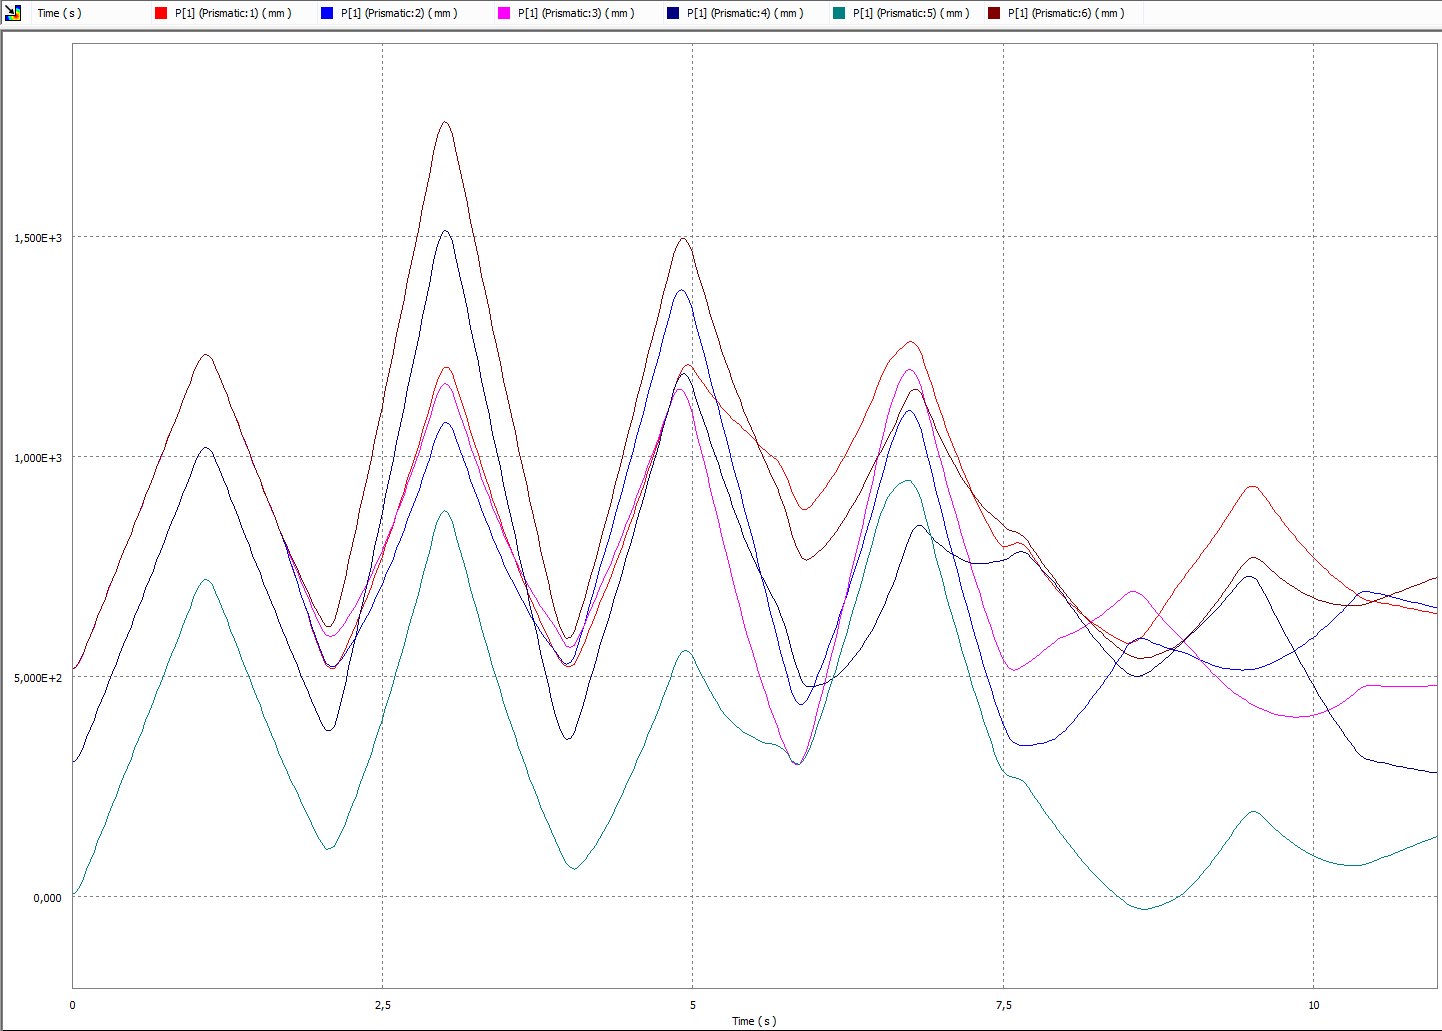 Time ( s ) P[1] (Prismatic:1) ( mm ) P[1] (Prismatic:2) ( mm ) P[1] (Prismatic:3) ( mm ) P[1] (Prismatic:4) ( mm ) P[1] (Prismatic:5) ( mm ) P[1] (Prismatic:6) ( mm )
1,500E+3
1,000E+3
5,000E+2
0,000
0 2,5 5 7,5 10
Time ( s )